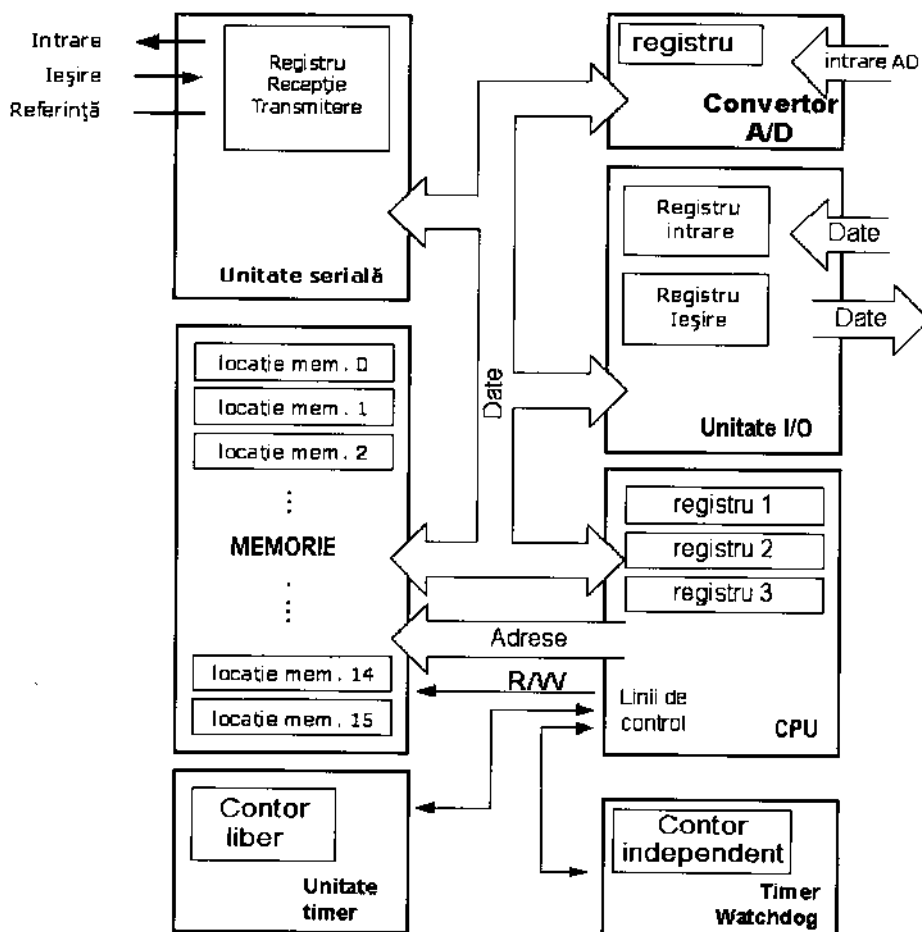 Intrare
Ieşire
Referinţă
Registru
Recepţie
Transmitere
Unitate serială
registru
intrare AD
Convertor
A/D
Registru
intrare
Date
Registru
Ieşire
Date
Unitate I/O
Date
locaţie mem. 0
locaţie mem. 1
locaţie mem. 2
MEMORIE
locaţie mem. 14
locaţie mem. 15
registru 1
registru 2
registru 3
Adrese
R/W
Linii de
control
CPU
Contor
liber
Unitate
timer
Contor
independent
Timer
Watchdog